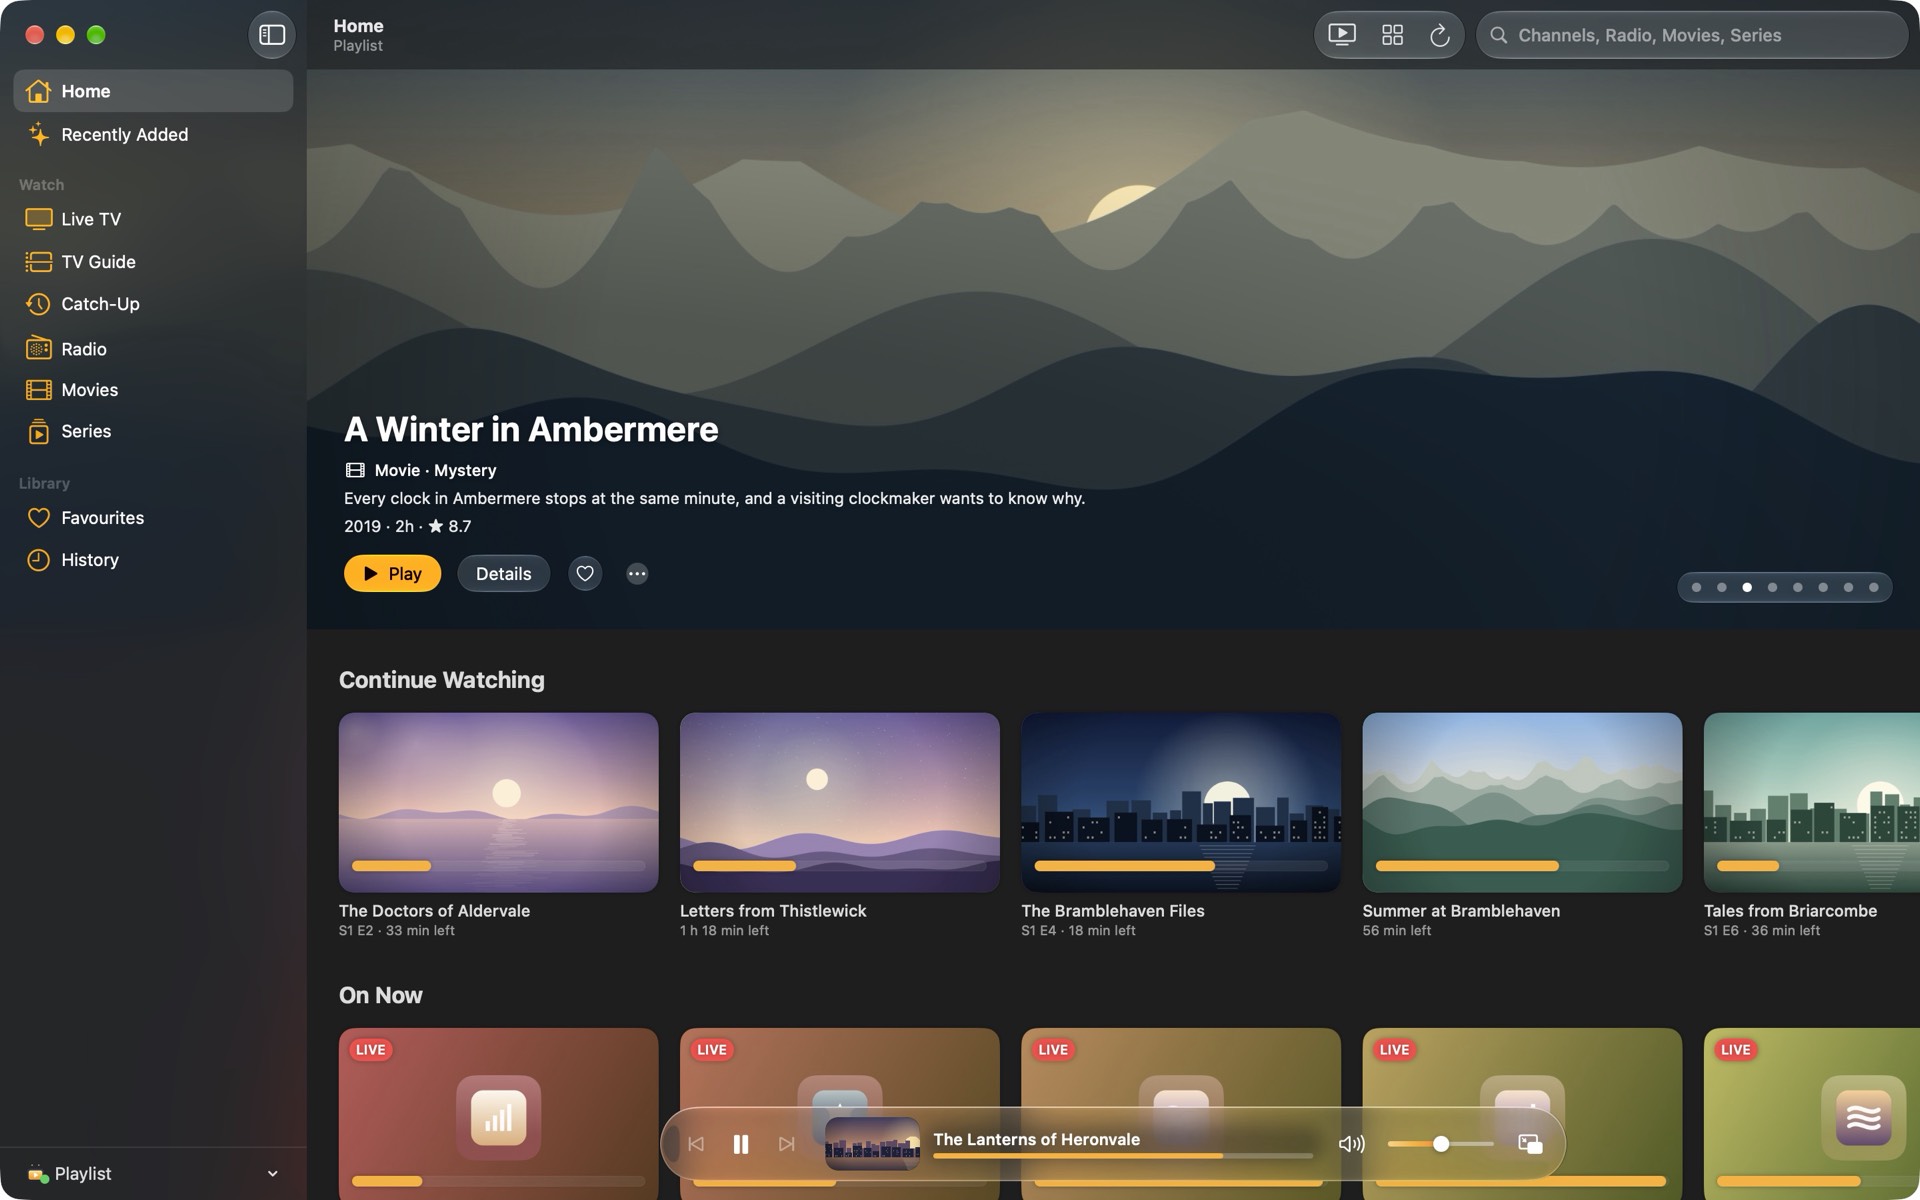 Home
Playlist
Channels, Radio, Movies, Series
Home
Recently Added
Watch
Live TV
TV Guide
Catch-Up
Radio
Movies
Series
Library
Favourites
History
Playlist
A Winter in Ambermere
Movie · Mystery
Every clock in Ambermere stops at the same minute, and a visiting clockmaker wants to know why.
2019 · 2h · ★ 8.7
Play
Details
Continue Watching
The Doctors of Aldervale
S1 E2 · 33 min left
Letters from Thistlewick
1 h 18 min left
The Bramblehaven Files
S1 E4 · 18 min left
Summer at Bramblehaven
56 min left
Tales from Briarcombe
S1 E6 · 36 min left
On Now
LIVE
LIVE
LIVE
LIVE
LIVE
The Lanterns of Heronvale